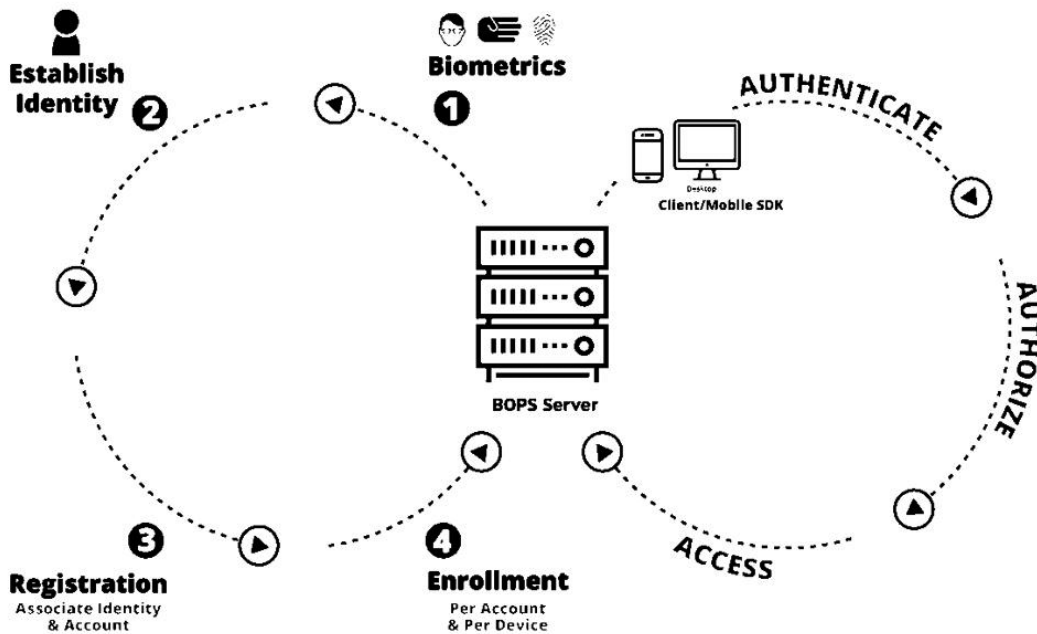 Biometrics
1
Establish
Identity
2
3
Registration
Associate Identity
& Account
4
Enrollment
Per Account
& Per Device
BOPS Server
Desktop
Client/Mobile SDK
AUTHENTICATE
AUTHORIZE
ACCESS